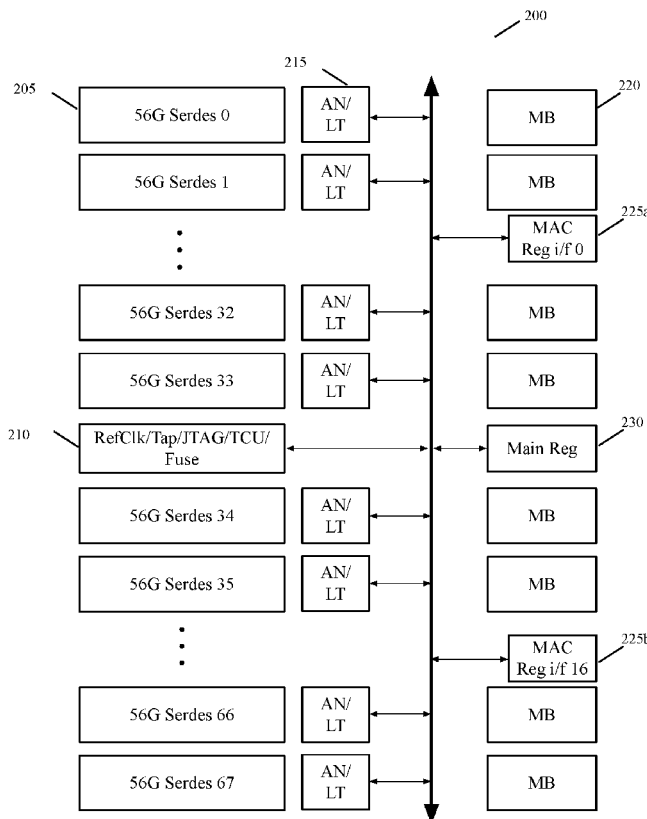 200
205
215
220
56G Serdes 0
AN/
LT
MB
56G Serdes 1
AN/
LT
MB
225a
MAC
Reg i/f 0
56G Serdes 32
AN/
LT
MB
56G Serdes 33
AN/
LT
MB
210
230
RefClk/Tap/JTAG/TCU/
Fuse
Main Reg
56G Serdes 34
AN/
LT
MB
56G Serdes 35
AN/
LT
MB
225b
MAC
Reg i/f 16
56G Serdes 66
AN/
LT
MB
56G Serdes 67
AN/
LT
MB